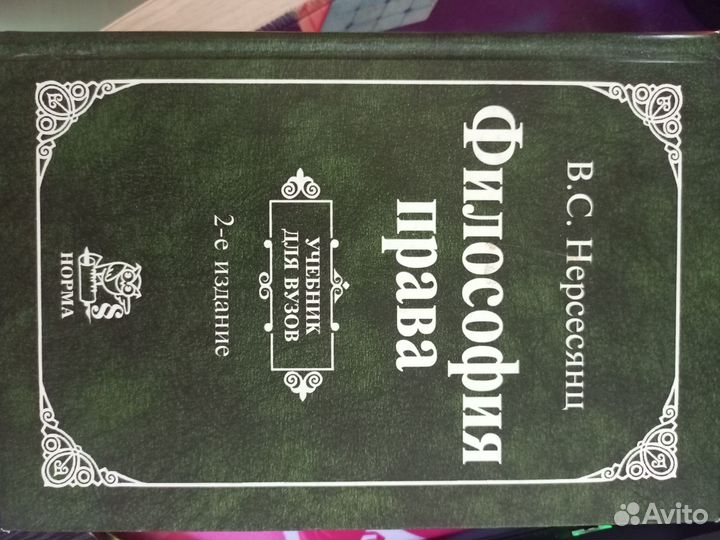 В.С. Нерсесянц
Философия
права
УЧЕБНИК
ДЛЯ ВУЗОВ
2-е издание
НОРМА
Avito